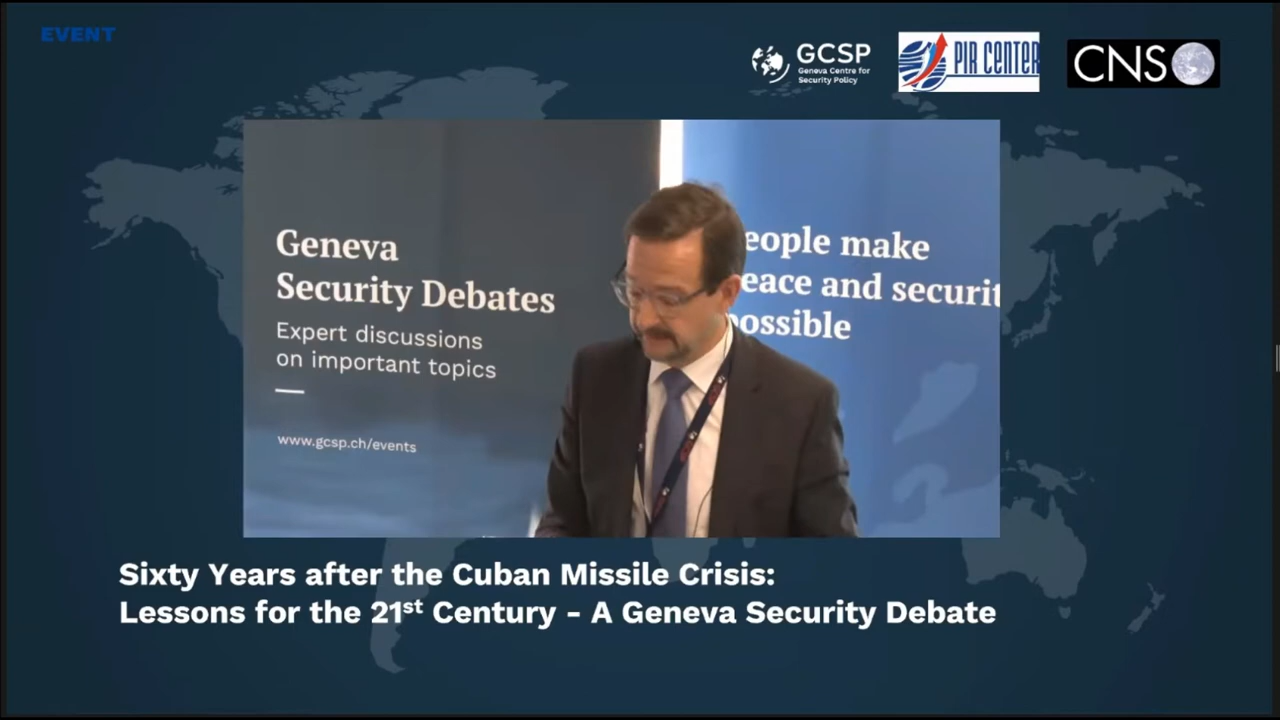 EVENT
GCSP
Geneva Centre for
Security Policy
PIR CENTER
CNS
Geneva
Security Debates
Expert discussions
on important topics
www.gcsp.ch/events
eople make
eace and securit
ossible
Sixty Years after the Cuban Missile Crisis:
Lessons for the 21st Century - A Geneva Security Debate